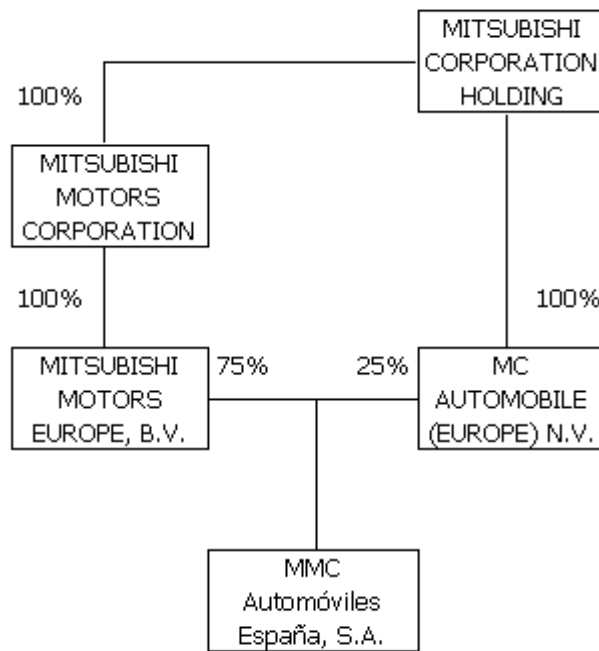 MITSUBISHI
CORPORATION
HOLDING
100%
MITSUBISHI
MOTORS
CORPORATION
100%
100%
MITSUBISHI
MOTORS
EUROPE, B.V.
75%
25%
MC
AUTOMOBILE
(EUROPE) N.V.
MMC
Automóviles
España, S.A.